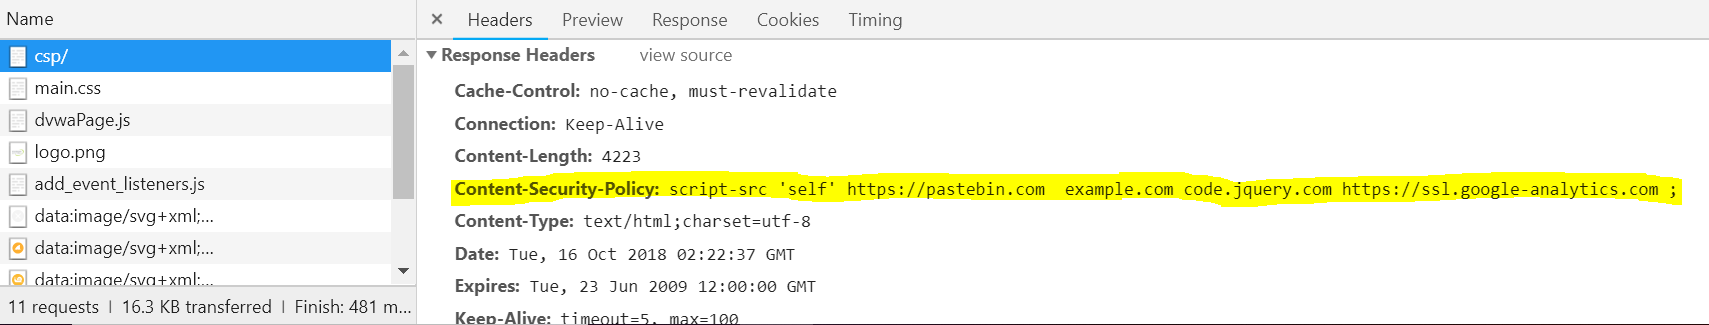 Name
csp/
main.css
dvwaPage.js
logo.png
add_event_listeners.js
data:image/svg+xml;...
data:image/svg+xml;...
data:image/svg+xml;...
11 requests | 16.3 KB transferred | Finish: 481 m...
× Headers Preview Response Cookies Timing
▼ Response Headers view source
Cache-Control: no-cache, must-revalidate
Connection: Keep-Alive
Content-Length: 4223
Content-Security-Policy: script-src 'self' https://pastebin.com  example.com code.jquery.com https://ssl.google-analytics.com ;
Content-Type: text/html;charset=utf-8
Date: Tue, 16 Oct 2018 02:22:37 GMT
Expires: Tue, 23 Jun 2009 12:00:00 GMT
Keep-Alive: timeout=5, max=100